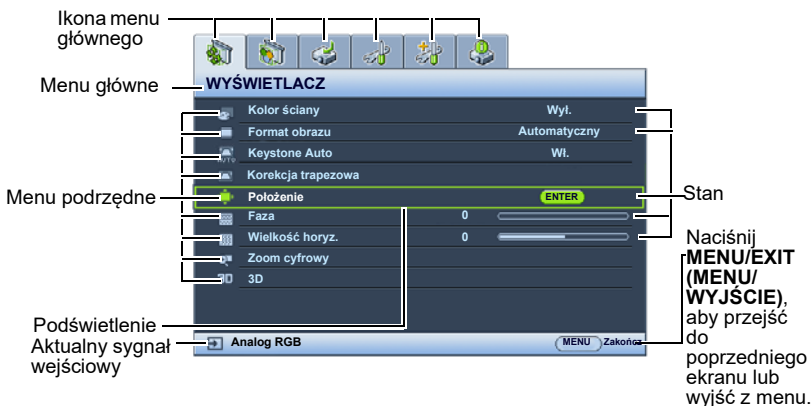 Ikona menu
głównego
Menu główne
WYŚWIETLACZ
Kolor ściany Wył.
Format obrazu Automatyczny
Keystone Auto Wł.
Korekcja trapezowa
Menu podrzędne
Położenie ENTER
Stan
Faza 0
Wielkość horyz. 0
Zoom cyfrowy
3D 3D
Naciśnij
MENU/EXIT
(MENU/
WYJŚCIE),
aby przejść
do
poprzedniego
ekranu lub
wyjść z menu.
Podświetlenie
Aktualny sygnał
wejściowy
Analog RGB
MENU Zakończ